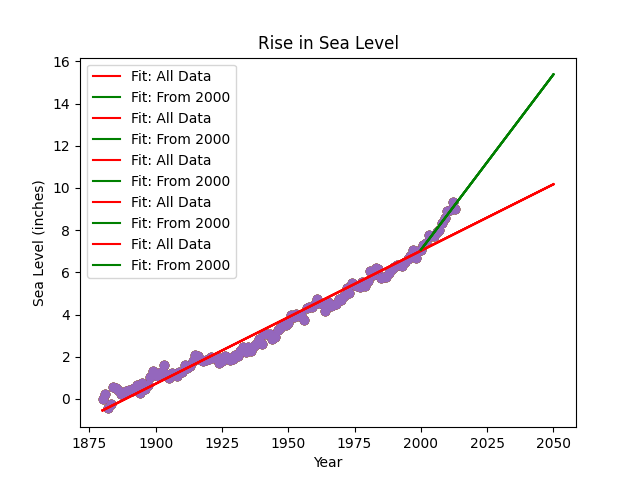 Rise in Sea Level
Fit: All Data
Fit: From 2000
Fit: All Data
Fit: From 2000
Fit: All Data
Fit: From 2000
Fit: All Data
Fit: From 2000
Fit: All Data
Fit: From 2000
Sea Level (inches)
16
14
12
10
8
6
4
2
0
1875
1900
1925
1950
1975
2000
2025
2050
Year